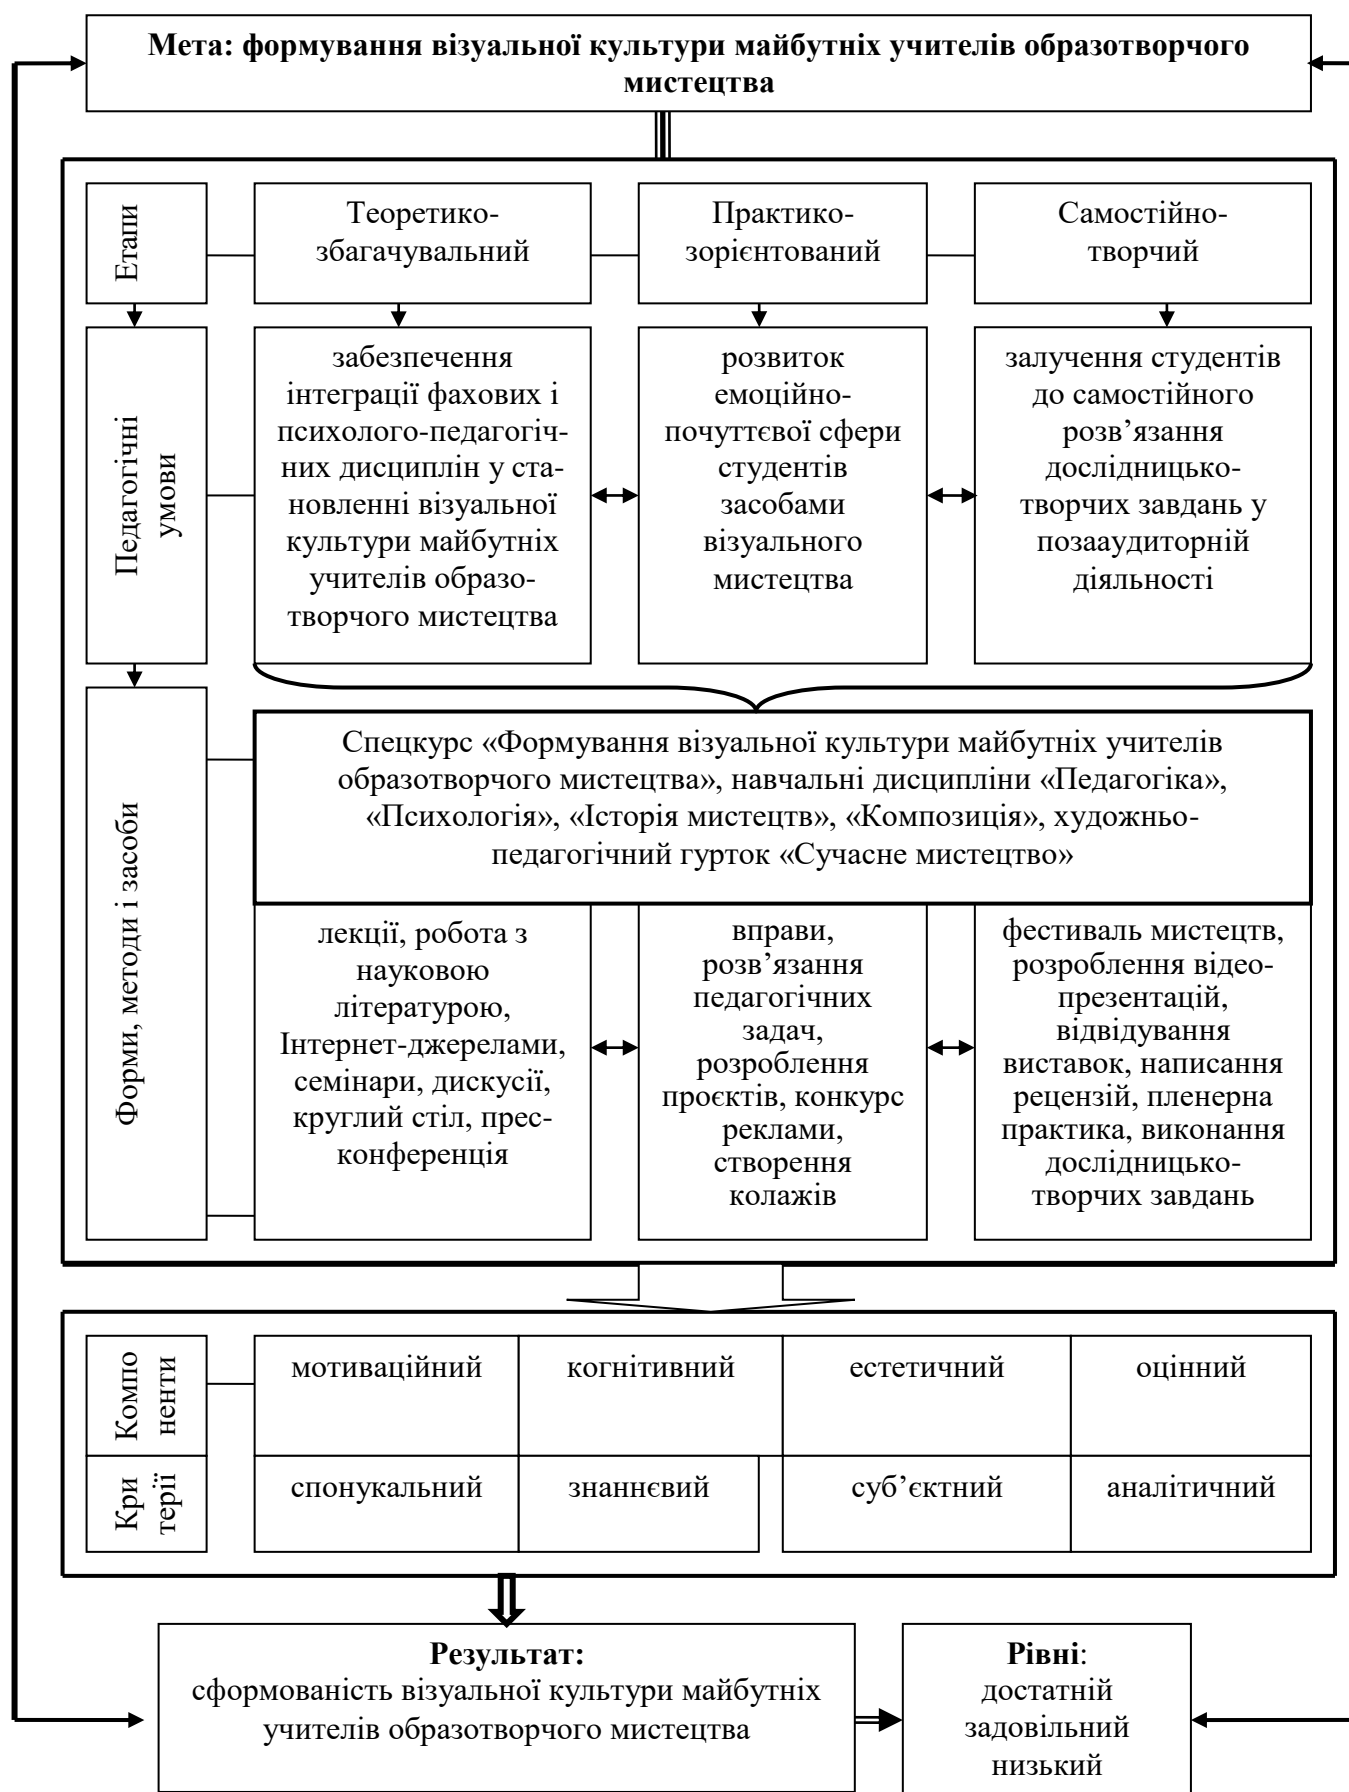 Мета: формування візуальної культури майбутніх учителів образотворчого
мистецтва
Етапи
Теоретико-
збагачувальний
Практико-
зорієнтований
Самостійно-
творчий
Педагогічні
умови
забезпечення
інтеграції фахових і
психолого-педагогіч-
них дисциплін у ста-
новленні візуальної
культури майбутніх
учителів образо-
творчого мистецтва
розвиток
емоційно-
почуттєвої сфери
студентів
засобами
візуального
мистецтва
залучення студентів
до самостійного
розв’язання
дослідницько-
творчих завдань у
позааудиторній
діяльності
Форми, методи і засоби
Спецкурс «Формування візуальної культури майбутніх учителів
образотворчого мистецтва», навчальні дисципліни «Педагогіка»,
«Психологія», «Історія мистецтв», «Композиція», художньо-
педагогічний гурток «Сучасне мистецтво»
лекції, робота з
науковою
літературою,
Інтернет-джерелами,
семінари, дискусії,
круглий стіл, прес-
конференція
вправи,
розв’язання
педагогічних
задач,
розроблення
проєктів, конкурс
реклами,
створення
колажів
фестиваль мистецтв,
розроблення відео-
презентацій,
відвідування
виставок, написання
рецензій, пленерна
практика, виконання
дослідницько-
творчих завдань
Компо
ненти
мотиваційний
когнітивний
естетичний
оцінний
Кри
терії
спонукальний
знаннєвий
суб’єктний
аналітичний
Результат:
сформованість візуальної культури майбутніх
учителів образотворчого мистецтва
Рівні:
достатній
задовільний
низький